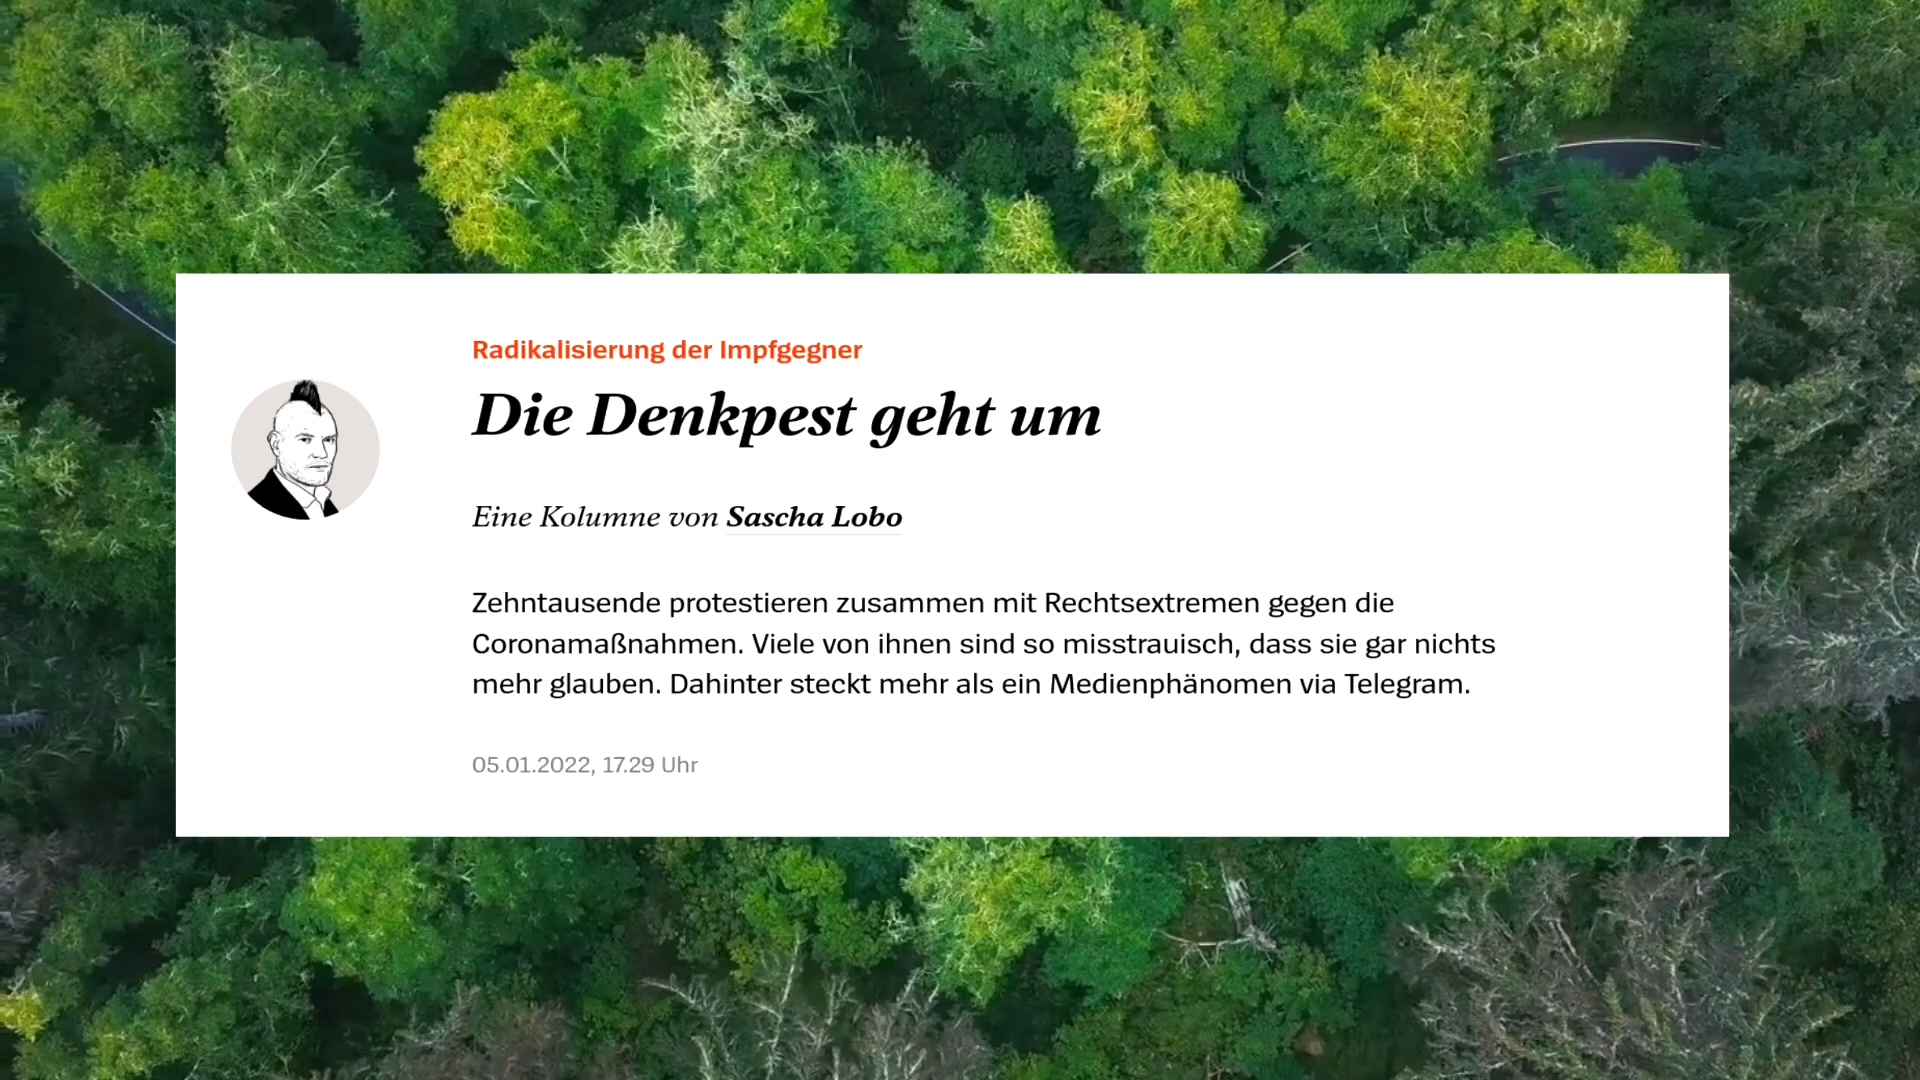 Radikalisierung der Impfgegner
Die Denkpest geht um
Eine Kolumne von Sascha Lobo
Zehntausende protestieren zusammen mit Rechtsextremen gegen die
Coronamaßnahmen. Viele von ihnen sind so misstrauisch, dass sie gar nichts
mehr glauben. Dahinter steckt mehr als ein Medienphänomen via Telegram.
05.01.2022, 17.29 Uhr